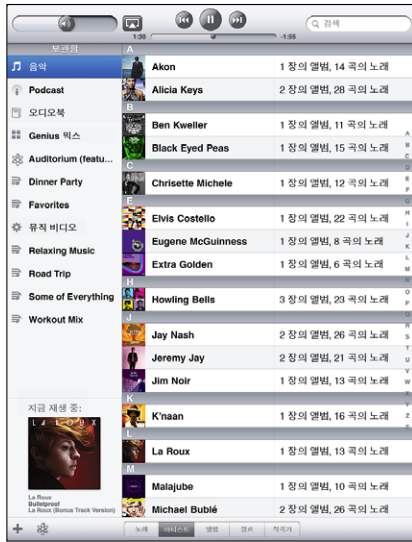 1:30
-1:55
검색
보관함
음악
Podcast
오디오북
Genius 믹스
Auditorium (featu...
Dinner Party
Favorites
뮤직 비디오
Relaxing Music
Road Trip
Some of Everything
Workout Mix
지금 재생 중:
LA ROUX
La Roux
Bulletproof
La Roux (Bonus Track Version)
A
Akon 1 장의 앨범, 14 곡의 노래
Alicia Keys 2 장의 앨범, 28 곡의 노래
B
Ben Kweller 1 장의 앨범, 11 곡의 노래
Black Eyed Peas 1 장의 앨범, 15 곡의 노래
C
Chrisette Michele 1 장의 앨범, 12 곡의 노래
E
Elvis Costello 1 장의 앨범, 22 곡의 노래
Eugene McGuinness 1 장의 앨범, 8 곡의 노래
Extra Golden 1 장의 앨범, 6 곡의 노래
H
Howling Bells 3 장의 앨범, 23 곡의 노래
J
Jay Nash 2 장의 앨범, 26 곡의 노래
Jeremy Jay 2 장의 앨범, 21 곡의 노래
Jim Noir 1 장의 앨범, 13 곡의 노래
K
K'naan 1 장의 앨범, 16 곡의 노래
L
La Roux 1 장의 앨범, 13 곡의 노래
M
Malajube 1 장의 앨범, 10 곡의 노래
Michael Bublé 2 장의 앨범, 26 곡의 노래
A
B
C
D
E
F
G
H
I
J
K
L
M
N
O
P
Q
R
S
T
U
V
W
X
Y
Z
#
노래 아티스트 앨범 장르 작곡가